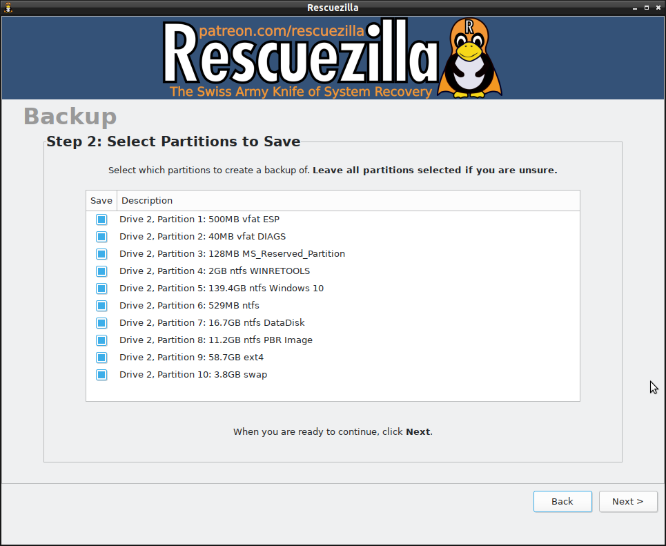 Rescuezilla
patreon.com/rescuezilla
Rescuezilla
R
The Swiss Army Knife of System Recovery
Backup
Step 2: Select Partitions to Save
Select which partitions to create a backup of. Leave all partitions selected if you are unsure.
Save Description
Drive 2, Partition 1: 500MB vfat ESP
Drive 2, Partition 2: 40MB vfat DIAGS
Drive 2, Partition 3: 128MB MS_Reserved_Partition
Drive 2, Partition 4: 2GB ntfs WINRETOOLS
Drive 2, Partition 5: 139.4GB ntfs Windows 10
Drive 2, Partition 6: 529MB ntfs
Drive 2, Partition 7: 16.7GB ntfs DataDisk
Drive 2, Partition 8: 11.2GB ntfs PBR Image
Drive 2, Partition 9: 58.7GB ext4
Drive 2, Partition 10: 3.8GB swap
When you are ready to continue, click Next.
Back Next >